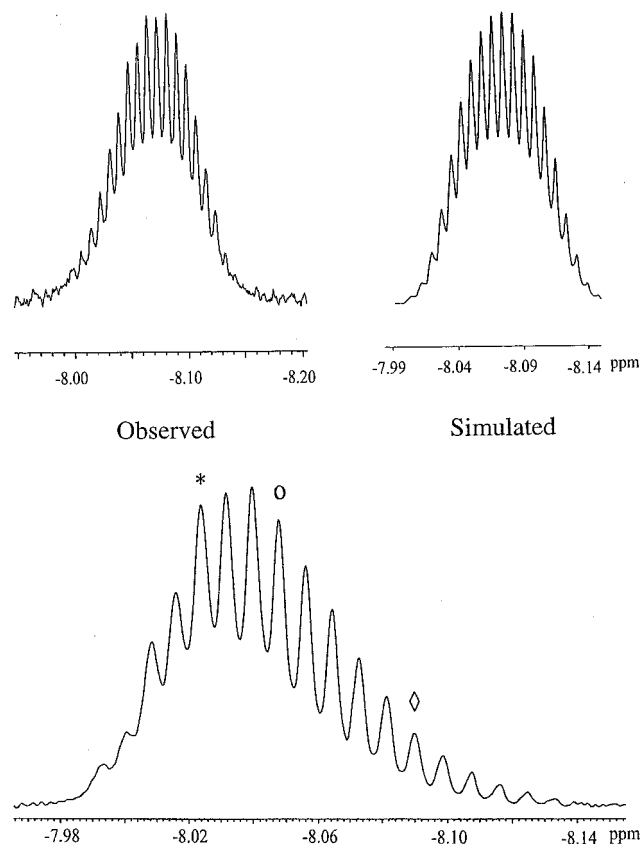 -8.00 -8.10 -8.20
-7.99 -8.04 -8.09 -8.14 ppm
Observed
Simulated
* o ◊
-7.98 -8.02 -8.06 -8.10 -8.14 ppm